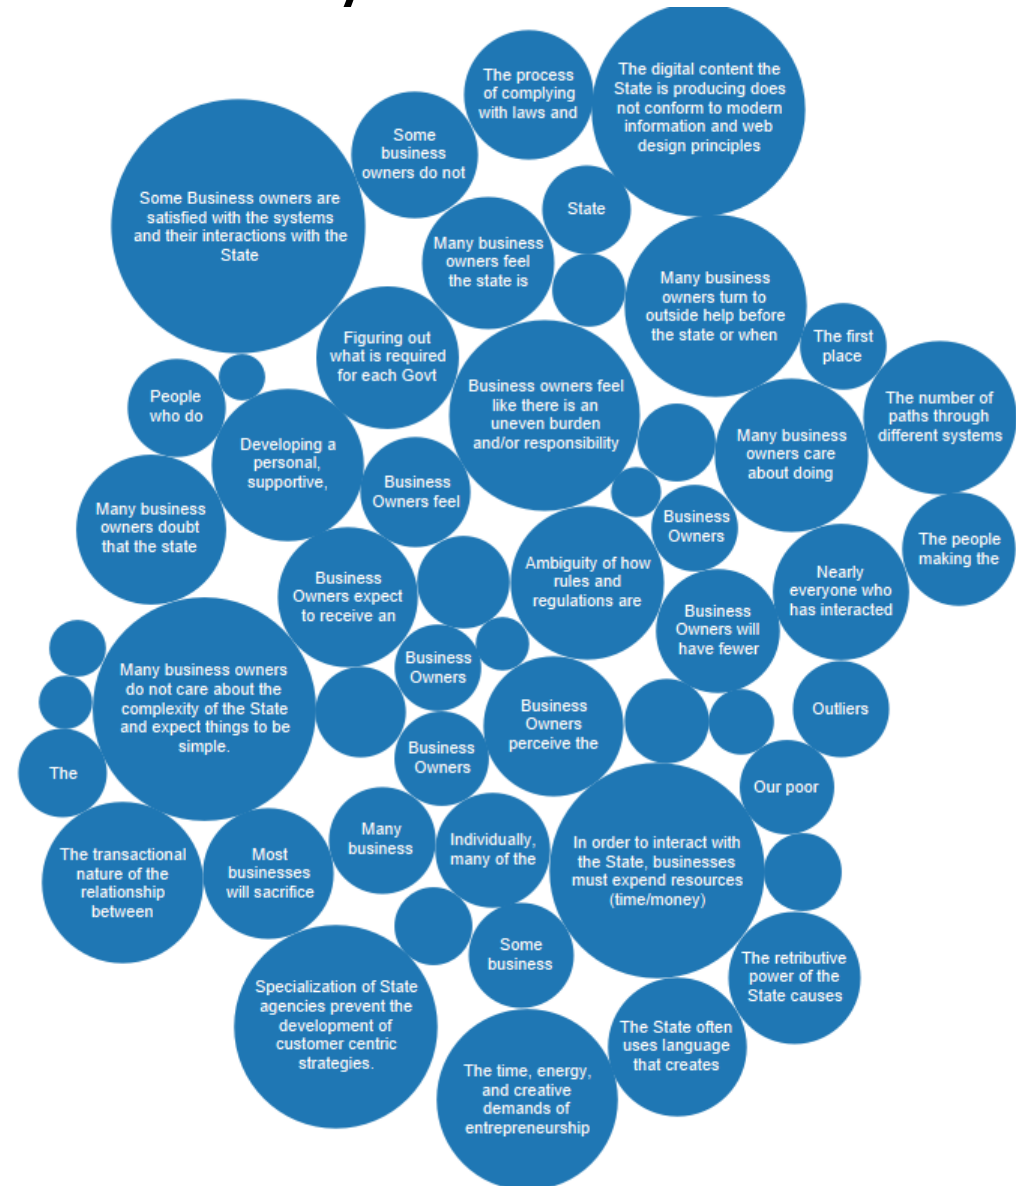 The process
of complying
with laws and
The digital content the
State is producing does
not conform to modern
information and web
design principles
Some
business
owners do not
Some Business owners are
satisfied with the systems
and their interactions with the
State
State
Many business
owners feel
the state is
Many business
owners turn to
outside help before
the state or when
Figuring out
what is required
for each Govt
The first
place
People
who do
Business owners feel
like there is an
uneven burden
and/or responsibility
The number of
paths through
different systems
Developing a
personal,
supportive,
Many business
owners care
about doing
Business
Owners feel
Many business
owners doubt
that the state
Business
Owners
The people
making the
Business
Owners expect
to receive an
Ambiguity of how
rules and
regulations are
Nearly
everyone who
has interacted
Business
Owners will
have fewer
Business
Owners
Many business owners
do not care about the
complexity of the State
and expect things to be
simple.
Business
Owners
perceive the
Outliers
Business
Owners
The
Our poor
Many
business
Individually,
many of the
In order to interact with
the State, businesses
must expend resources
(time/money)
The transactional
nature of the
relationship
between
Most
businesses
will sacrifice
Some
business
The retributive
power of the
State causes
Specialization of State
agencies prevent the
development of
customer centric
strategies.
The State often
uses language
that creates
The time, energy,
and creative
demands of
entrepreneurship